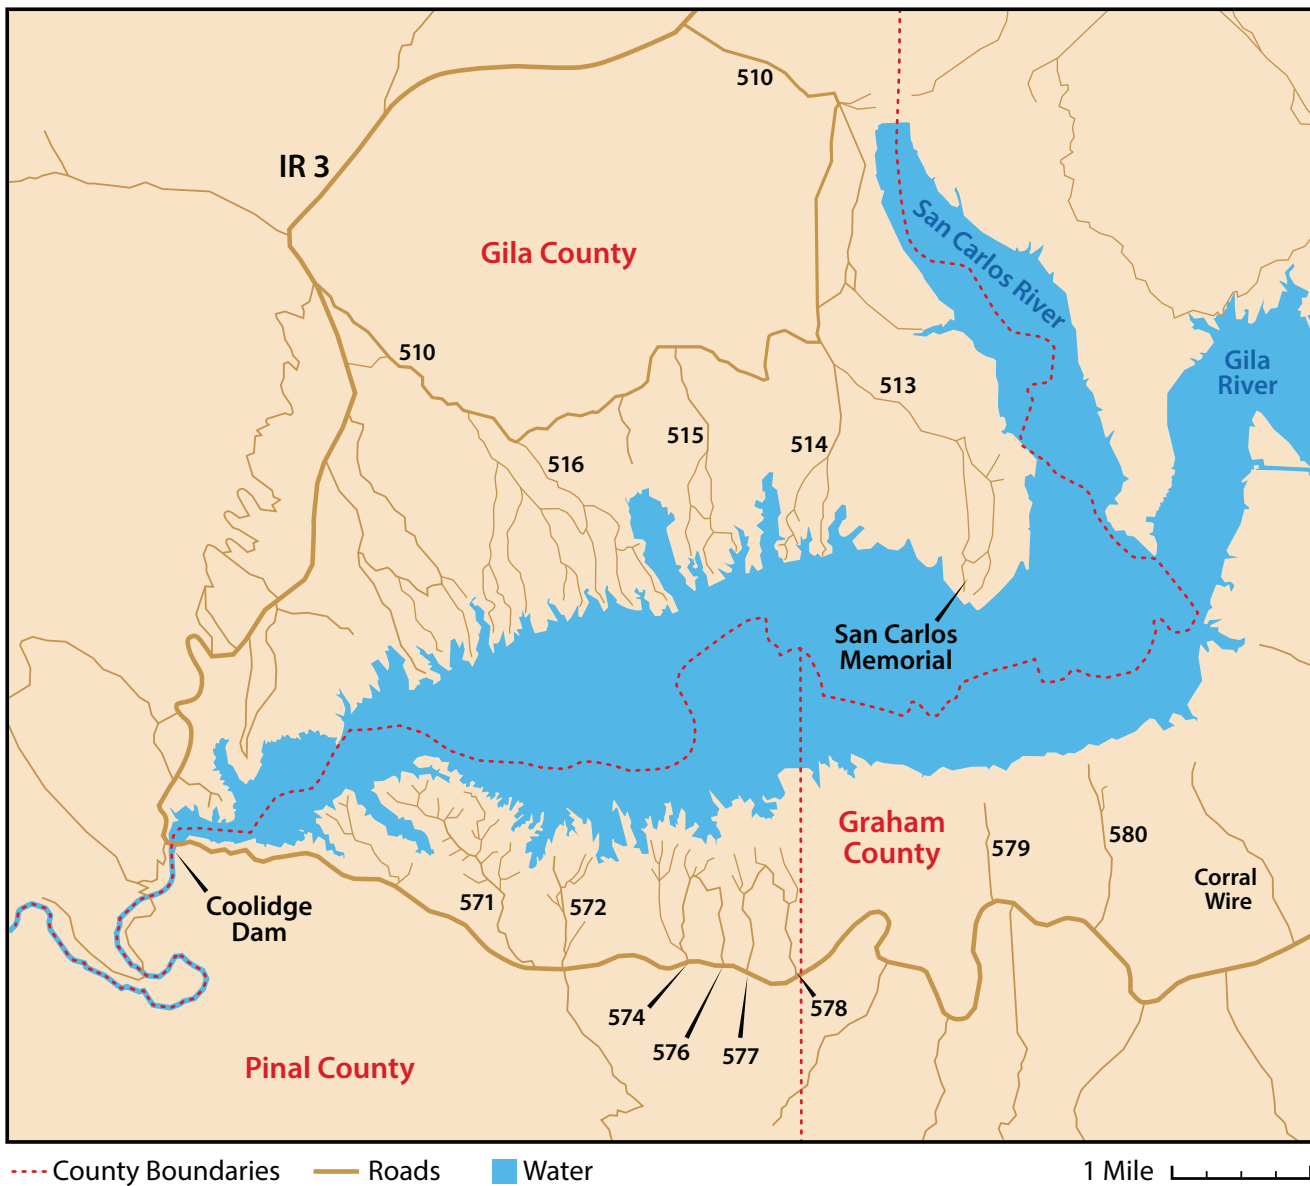 510
IR 3
San Carlos River
Gila County
Gila
River
510
513
515
514
516
San Carlos
Memorial
Graham
County
579
580
Corral
Wire
571
572
Coolidge
Dam
574
576
577
578
Pinal County
County Boundaries
Roads
Water
1 Mile